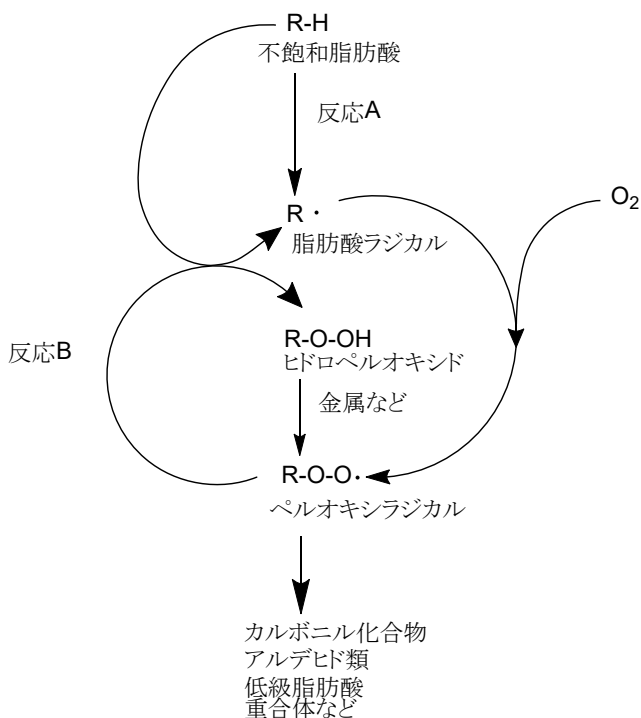 R-H
不飽和脂肪酸
反応A
R・
脂肪酸ラジカル
O₂
R-O-OH
ヒドロペルオキシド
反応B
金属など
R-O-O・
ペルオキシラジカル
カルボニル化合物
アルデヒド類
低級脂肪酸
重合体など